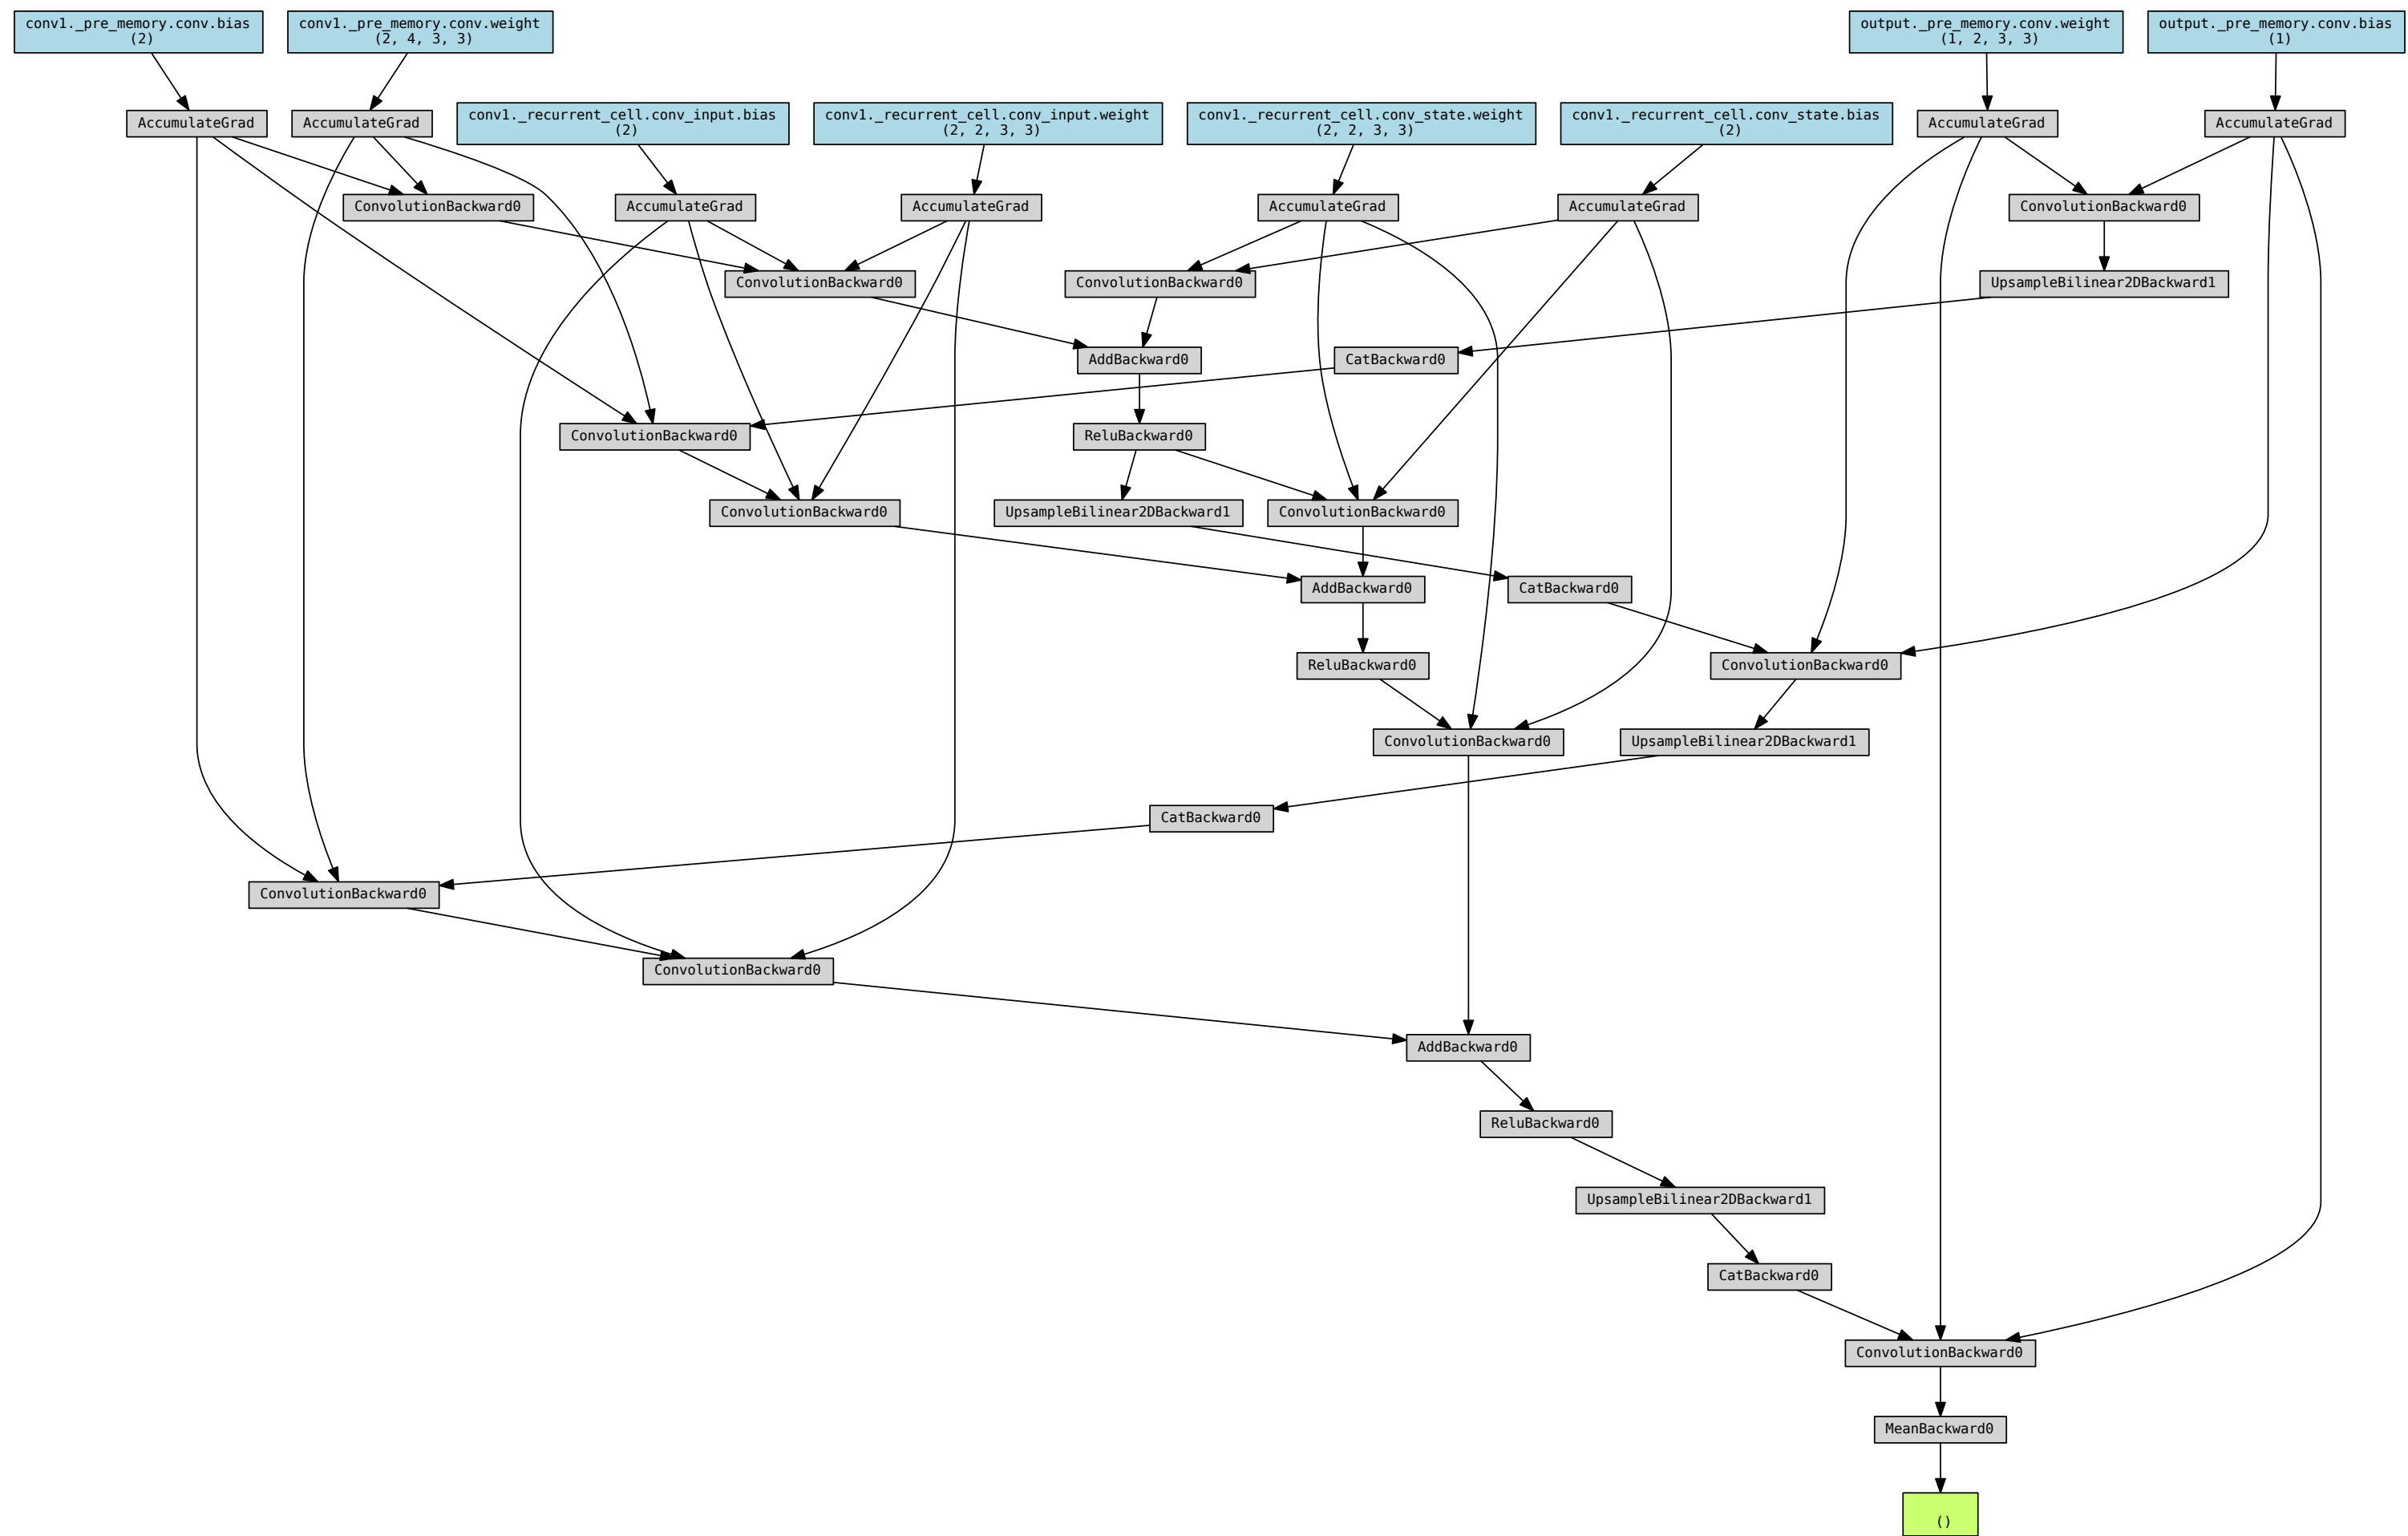 conv1._pre_memory.conv.bias
(2)
conv1._pre_memory.conv.weight
(2, 4, 3, 3)
output._pre_memory.conv.weight
(1, 2, 3, 3)
output._pre_memory.conv.bias
(1)
AccumulateGrad
AccumulateGrad
conv1._recurrent_cell.conv_input.bias
(2)
conv1._recurrent_cell.conv_input.weight
(2, 2, 3, 3)
conv1._recurrent_cell.conv_state.weight
(2, 2, 3, 3)
conv1._recurrent_cell.conv_state.bias
(2)
AccumulateGrad
AccumulateGrad
ConvolutionBackward0
AccumulateGrad
AccumulateGrad
AccumulateGrad
AccumulateGrad
ConvolutionBackward0
ConvolutionBackward0
ConvolutionBackward0
UpsampleBilinear2DBackward1
AddBackward0
CatBackward0
ConvolutionBackward0
ReluBackward0
ConvolutionBackward0
UpsampleBilinear2DBackward1
ConvolutionBackward0
AddBackward0
CatBackward0
ReluBackward0
ConvolutionBackward0
ConvolutionBackward0
UpsampleBilinear2DBackward1
CatBackward0
ConvolutionBackward0
ConvolutionBackward0
AddBackward0
ReluBackward0
UpsampleBilinear2DBackward1
CatBackward0
ConvolutionBackward0
MeanBackward0
()